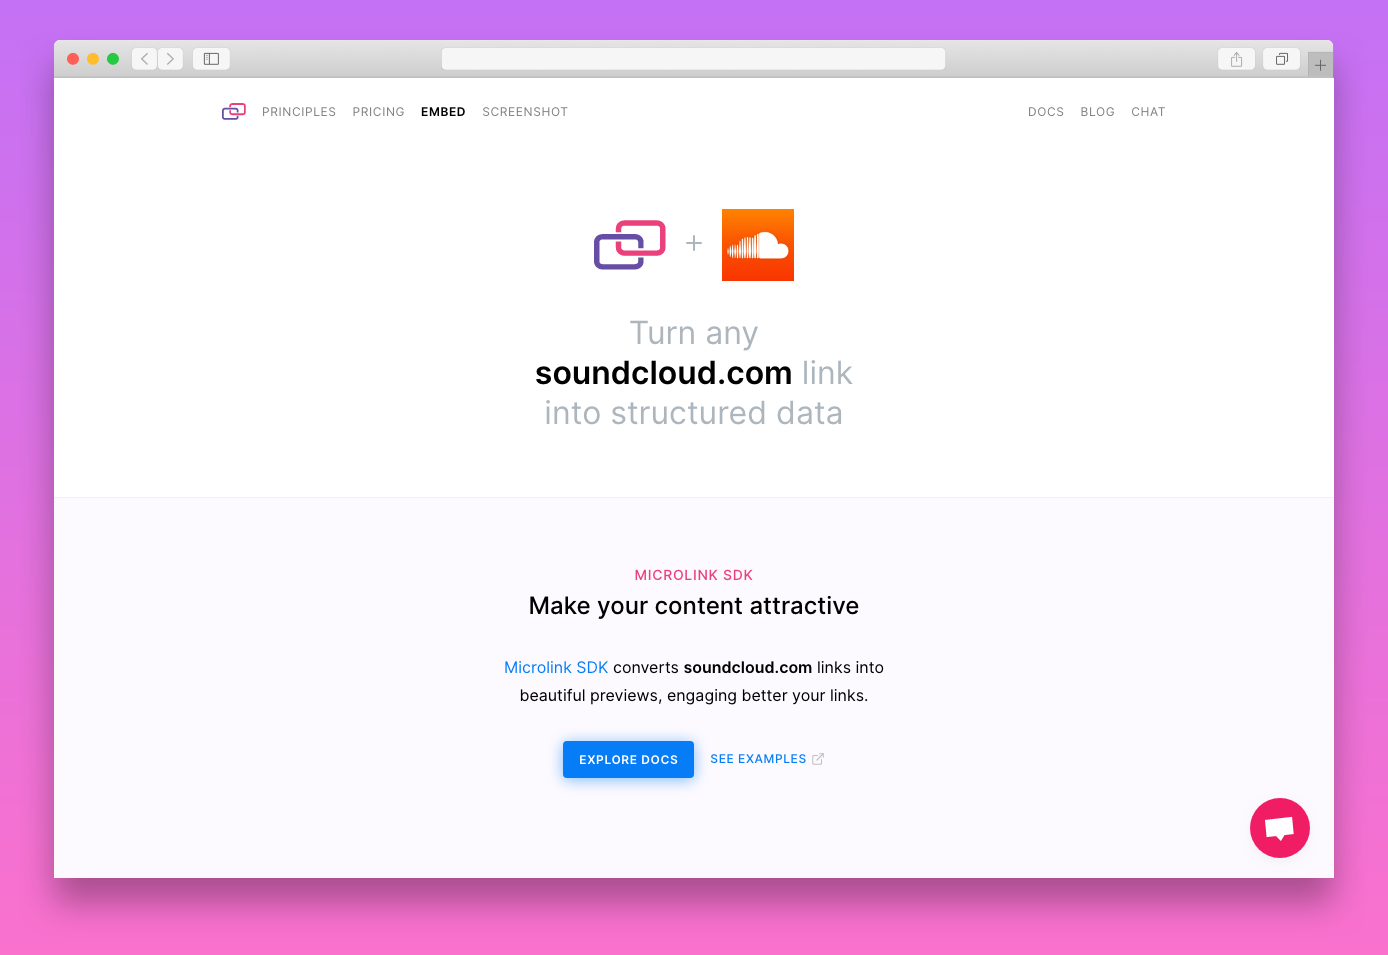 PRINCIPLES PRICING EMBED SCREENSHOT DOCS BLOG CHAT
Turn any
soundcloud.com link
into structured data
MICROLINK SDK
Make your content attractive
Microlink SDK converts soundcloud.com links into
beautiful previews, engaging better your links.
EXPLORE DOCS SEE EXAMPLES